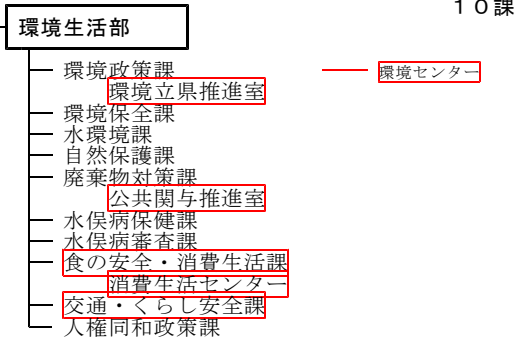 10課
環境生活部
環境政策課 環境センター
環境立県推進室
環境保全課
水環境課
自然保護課
廃棄物対策課
公共関与推進室
水俣病保健課
水俣病審査課
食の安全・消費生活課
消費生活センター
交通・くらし安全課
人権同和政策課